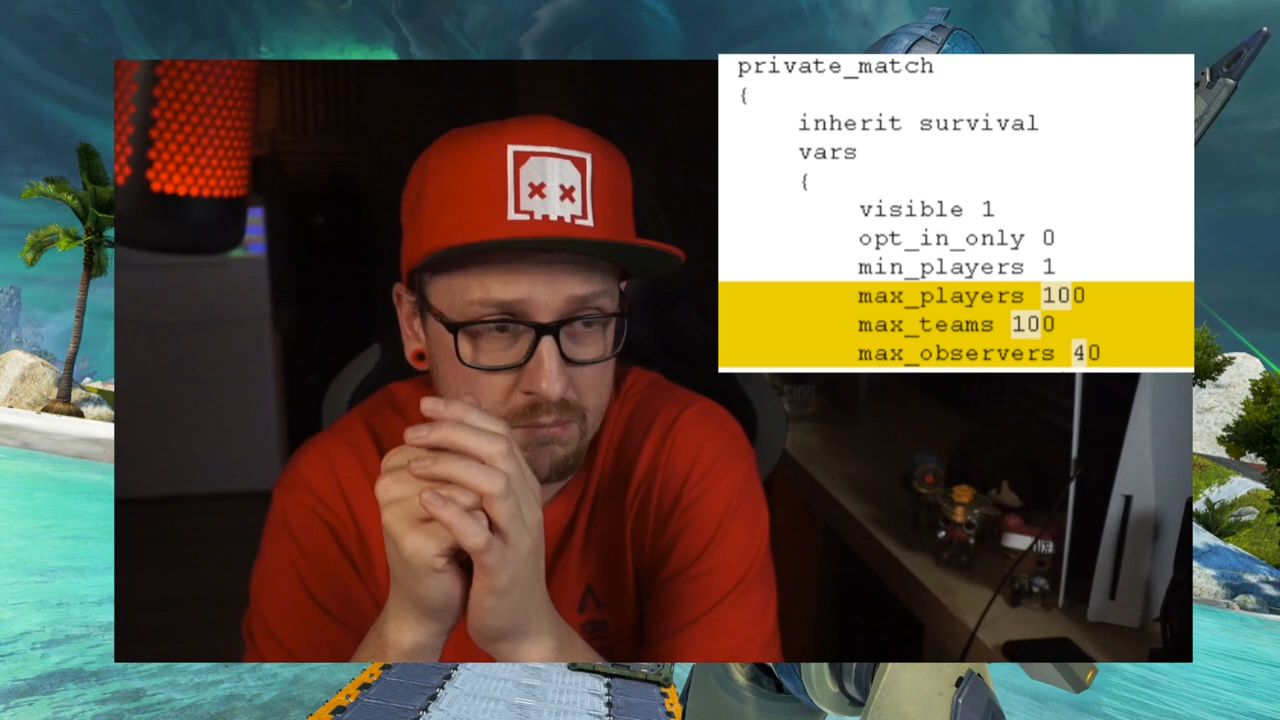 private_match
{
inherit survival
vars
{
visible 1
opt_in_only 0
min_players 1
max_players 100
max_teams 100
max_observers 40